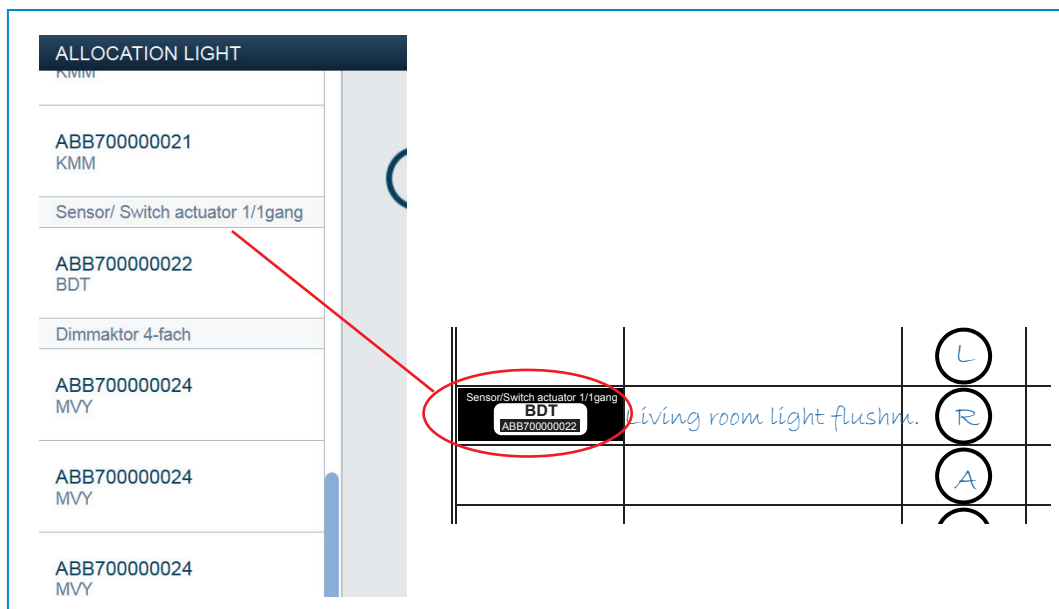 ALLOCATION LIGHT
KMM
ABB700000021
KMM
Sensor/ Switch actuator 1/1gang
ABB700000022
BDT
Dimmaktor 4-fach
ABB700000024
MVY
ABB700000024
MVY
ABB700000024
MVY
L
Sensor/Switch actuator 1/1gang
BDT
ABB700000022
Living room light flushm.
R
A